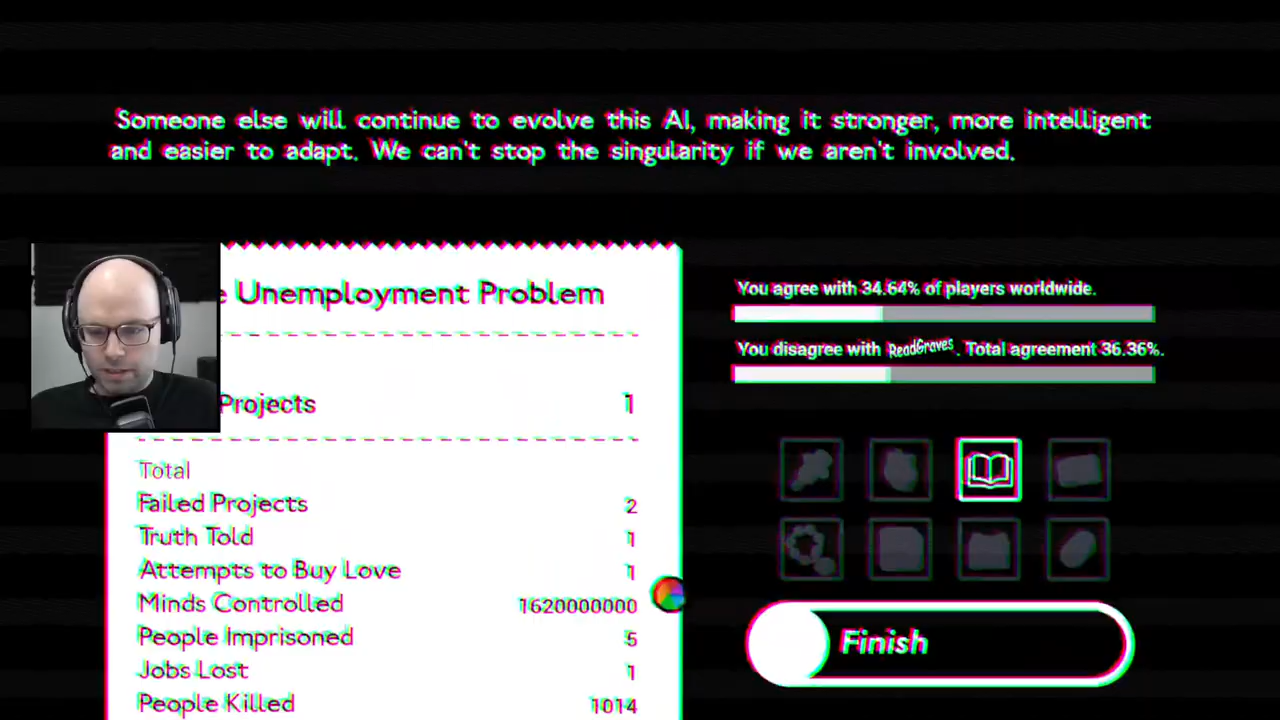 Someone else will continue to evolve this AI, making it stronger, more intelligent
and easier to adapt. We can't stop the singularity if we aren't involved.
Unemployment Problem
Projects 1
Total
Failed Projects 2
Truth Told 1
Attempts to Buy Love 1
Minds Controlled 1620000000
People Imprisoned 5
Jobs Lost 1
People Killed 1014
You agree with 34.64% of players worldwide.
You disagree with ReadGraves. Total agreement 36.36%.
Finish